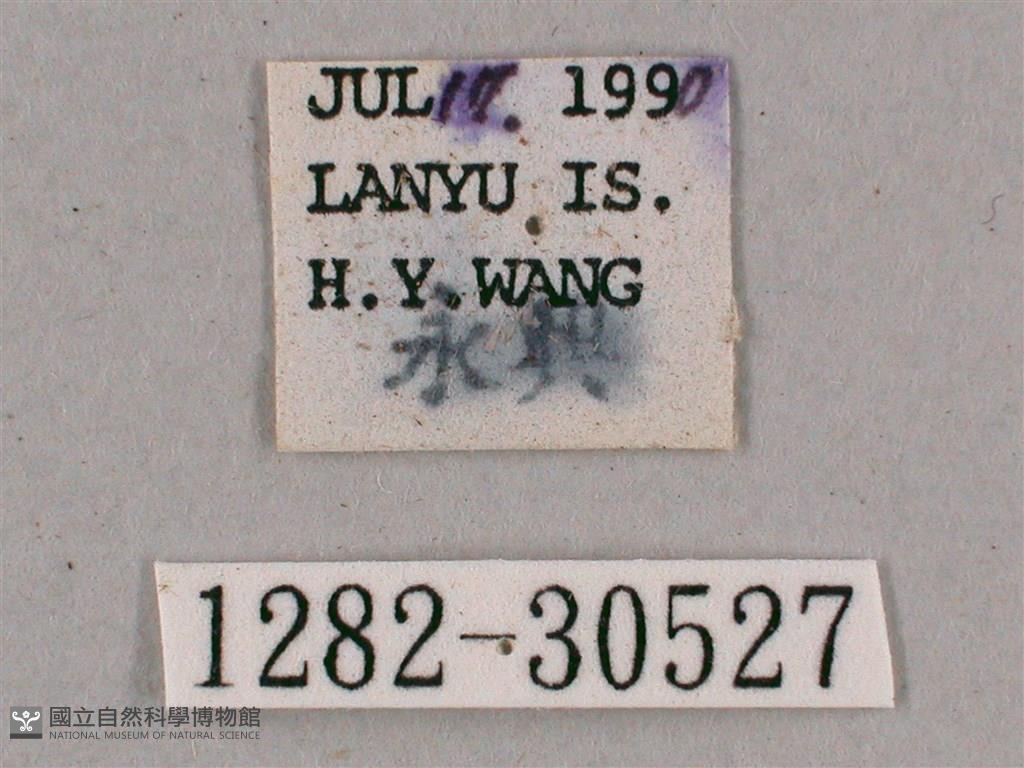 JUL 17. 1990
LANYU IS.
H.Y.WANG
永興
1282-30527
國立自然科學博物館
NATIONAL MUSEUM OF NATURAL SCIENCE